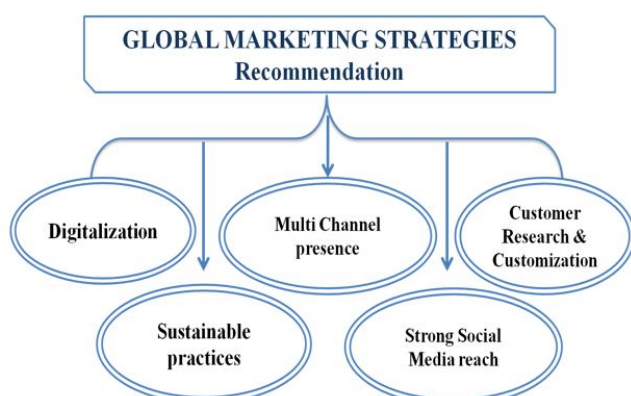 GLOBAL MARKETING STRATEGIES
Recommendation
Digitalization
Multi Channel
presence
Customer
Research &
Customization
Sustainable
practices
Strong Social
Media reach